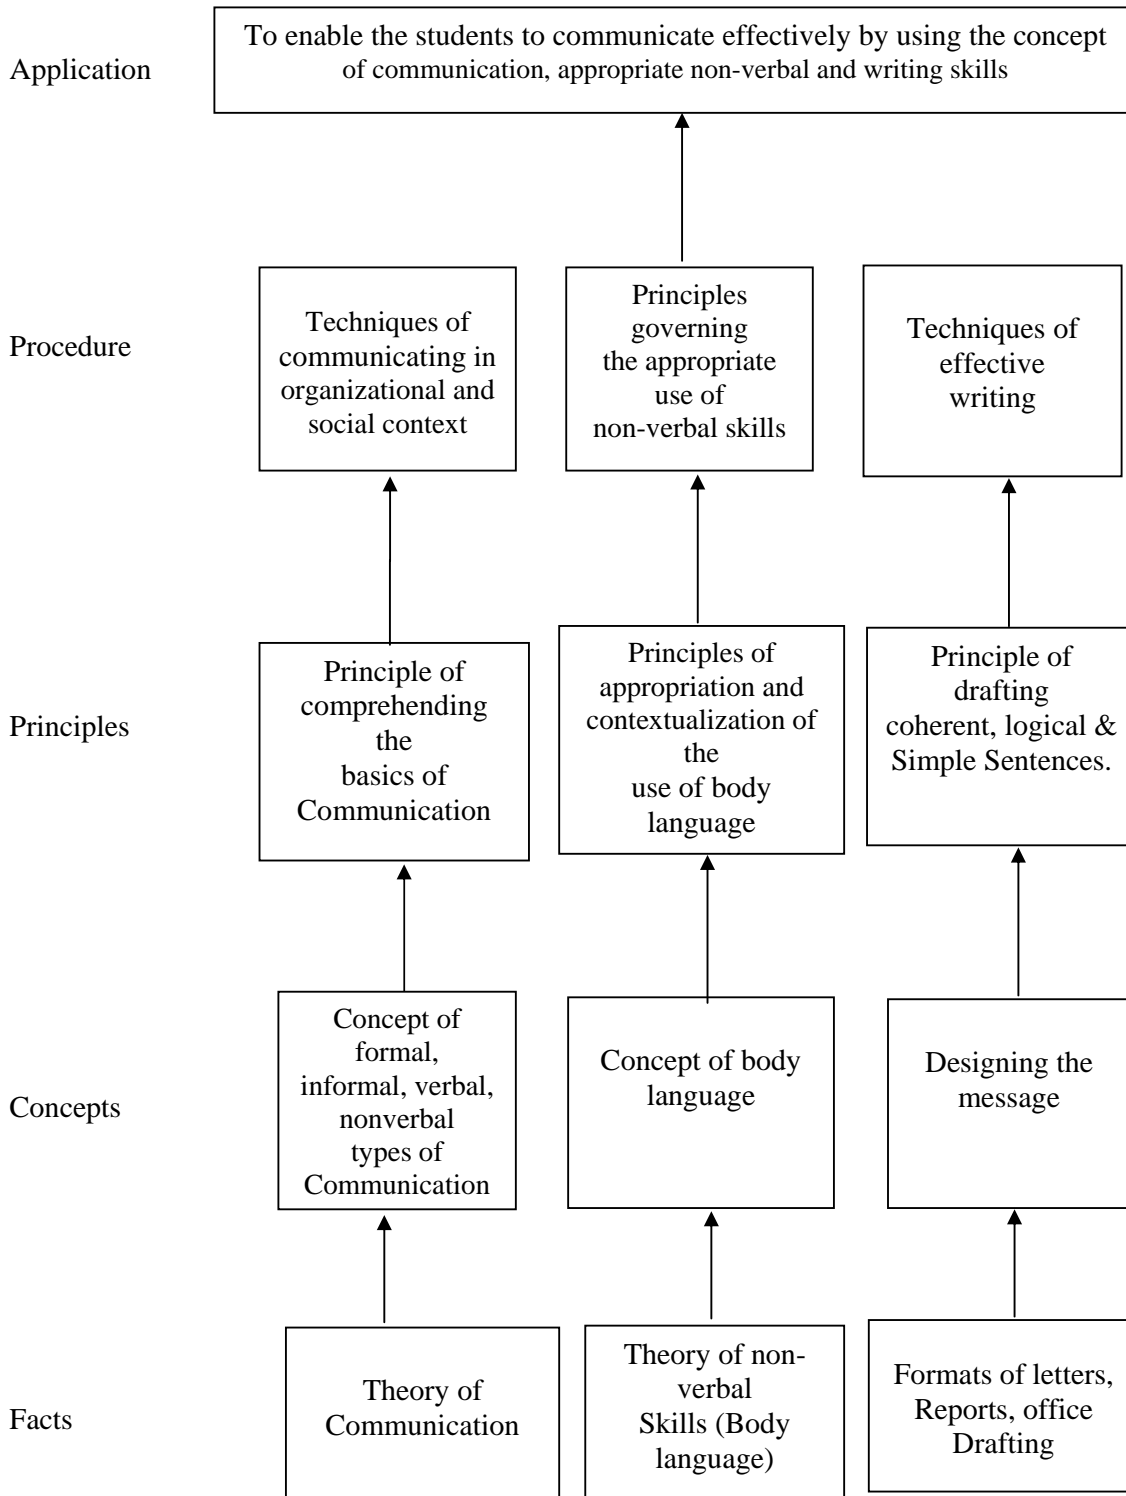 Application
To enable the students to communicate effectively by using the concept
of communication, appropriate non-verbal and writing skills
Procedure
Techniques of
communicating in
organizational and
social context
Principles
governing
the appropriate
use of
non-verbal skills
Techniques of
effective
writing
Principles
Principle of
comprehending
the
basics of
Communication
Principles of
appropriation and
contextualization of
the
use of body
language
Principle of
drafting
coherent, logical &
Simple Sentences.
Concepts
Concept of
formal,
informal, verbal,
nonverbal
types of
Communication
Concept of body
language
Designing the
message
Facts
Theory of
Communication
Theory of non-
verbal
Skills (Body
language)
Formats of letters,
Reports, office
Drafting